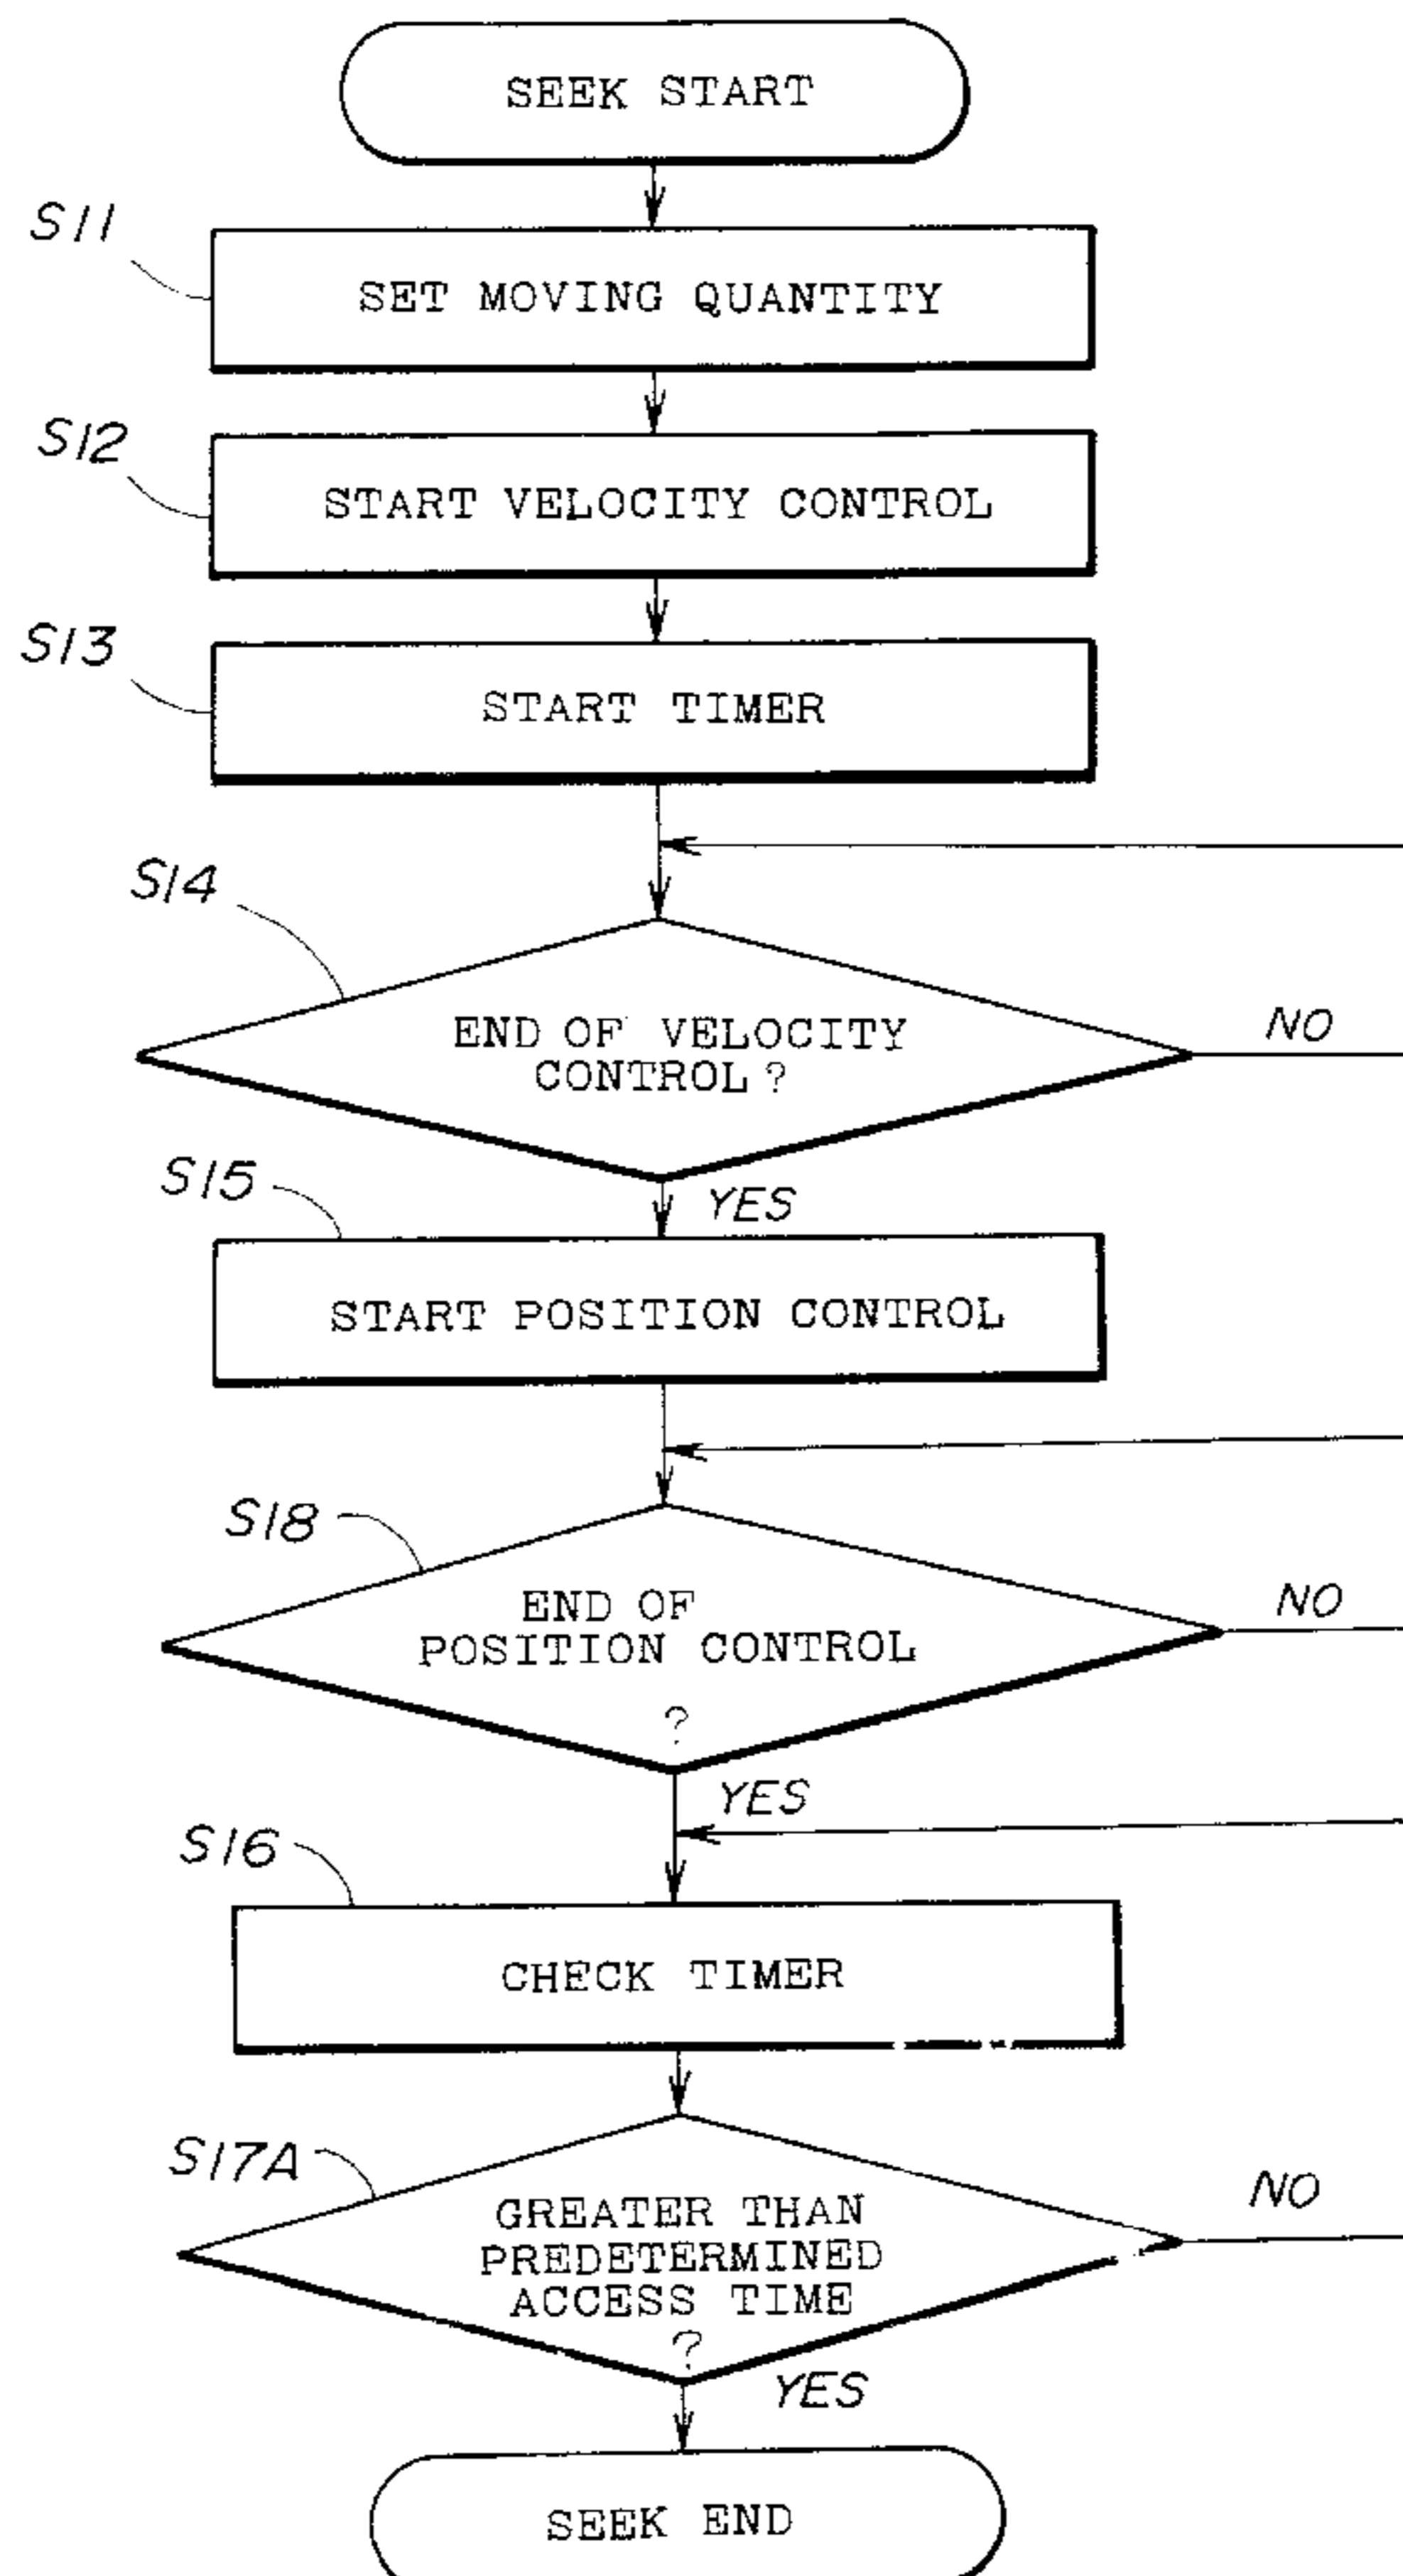 SEEK START
S11
SET MOVING QUANTITY
S12
START VELOCITY CONTROL
S13
START TIMER
S14
END OF VELOCITY
CONTROL?
NO
YES
S15
START POSITION CONTROL
S18
END OF
POSITION CONTROL
?
NO
YES
S16
CHECK TIMER
S17A
GREATER THAN
PREDETERMINED
ACCESS TIME
?
NO
YES
SEEK END